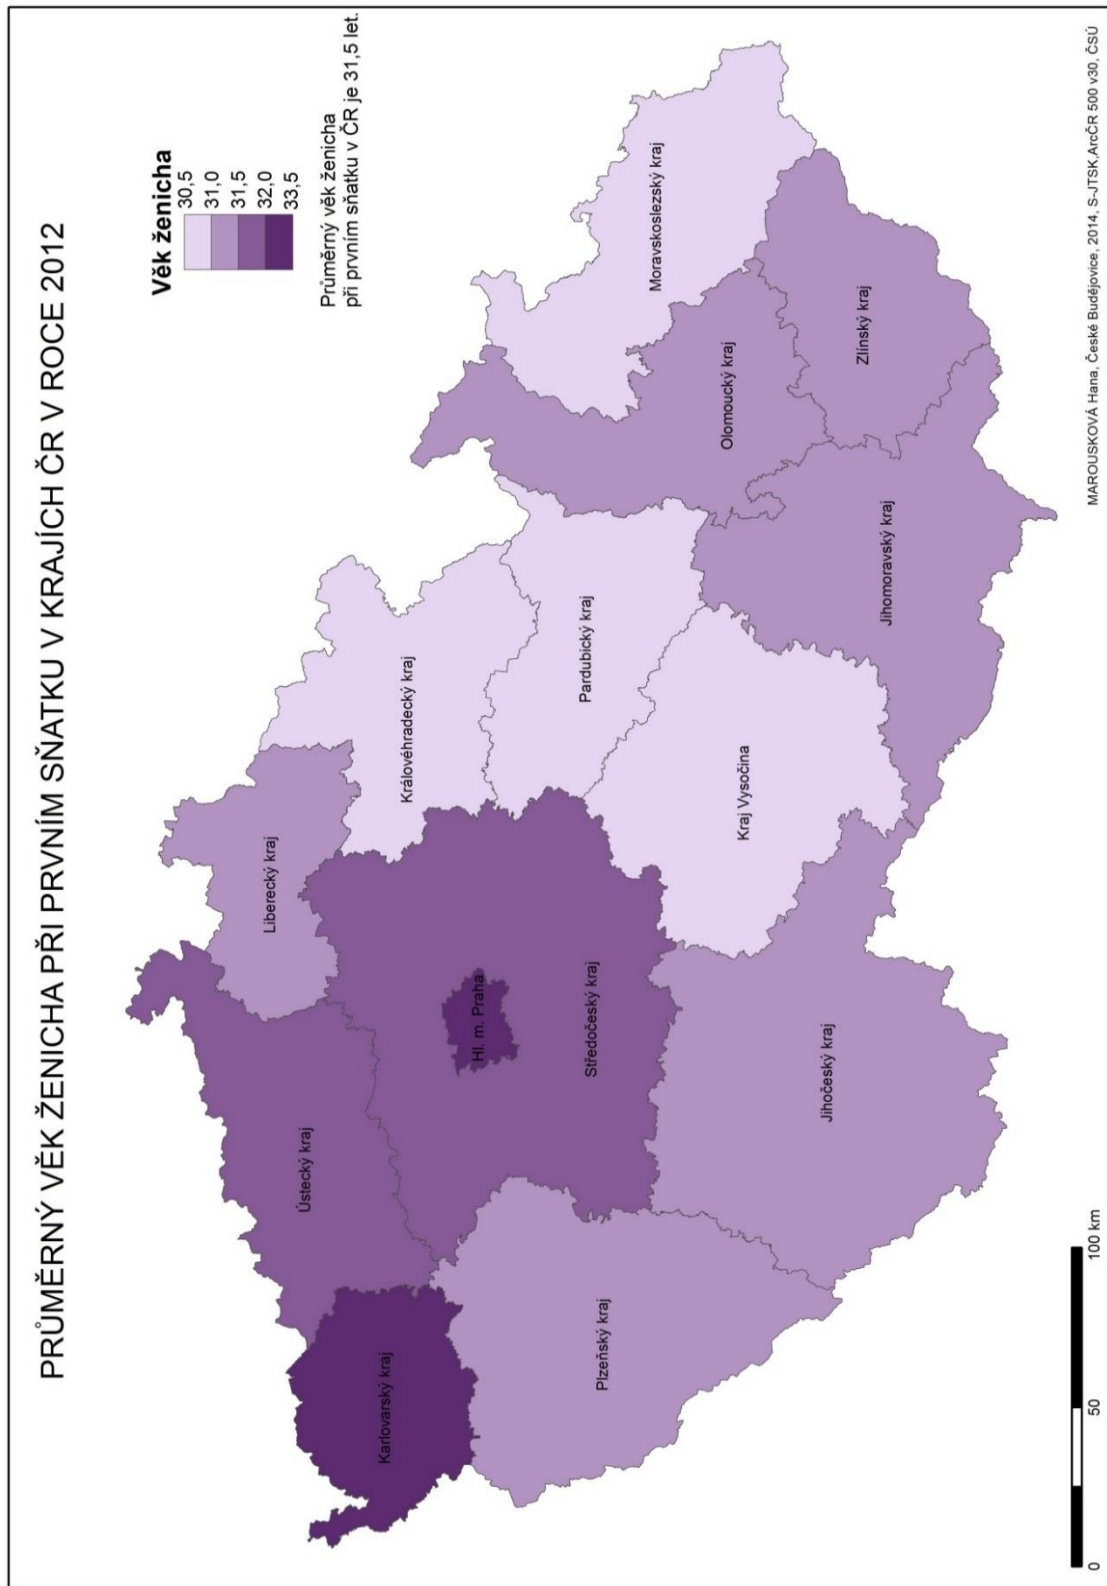 PRŮMĚRNÝ VĚK ŽENICHA PŘI PRVNÍM SŇATKU V KRAJÍCH ČR V ROCE 2012
Věk ženicha
30,5
31,0
31,5
32,0
33,5
Průměrný věk ženicha
při prvním sňatku v ČR je 31,5 let.
Liberecký kraj
Ústecký kraj
Karlovarský kraj
Královéhradecký kraj
Hl. m. Praha
Středočeský kraj
Pardubický kraj
Plzeňský kraj
Moravskoslezský kraj
Olomoucký kraj
Kraj Vysočina
Jihočeský kraj
Zlínský kraj
Jihomoravský kraj
0
50
100 km
MAROUSKOVÁ Hana, České Budějovice, 2014, S-JTSK,ArcČR 500 v30, ČSÚ